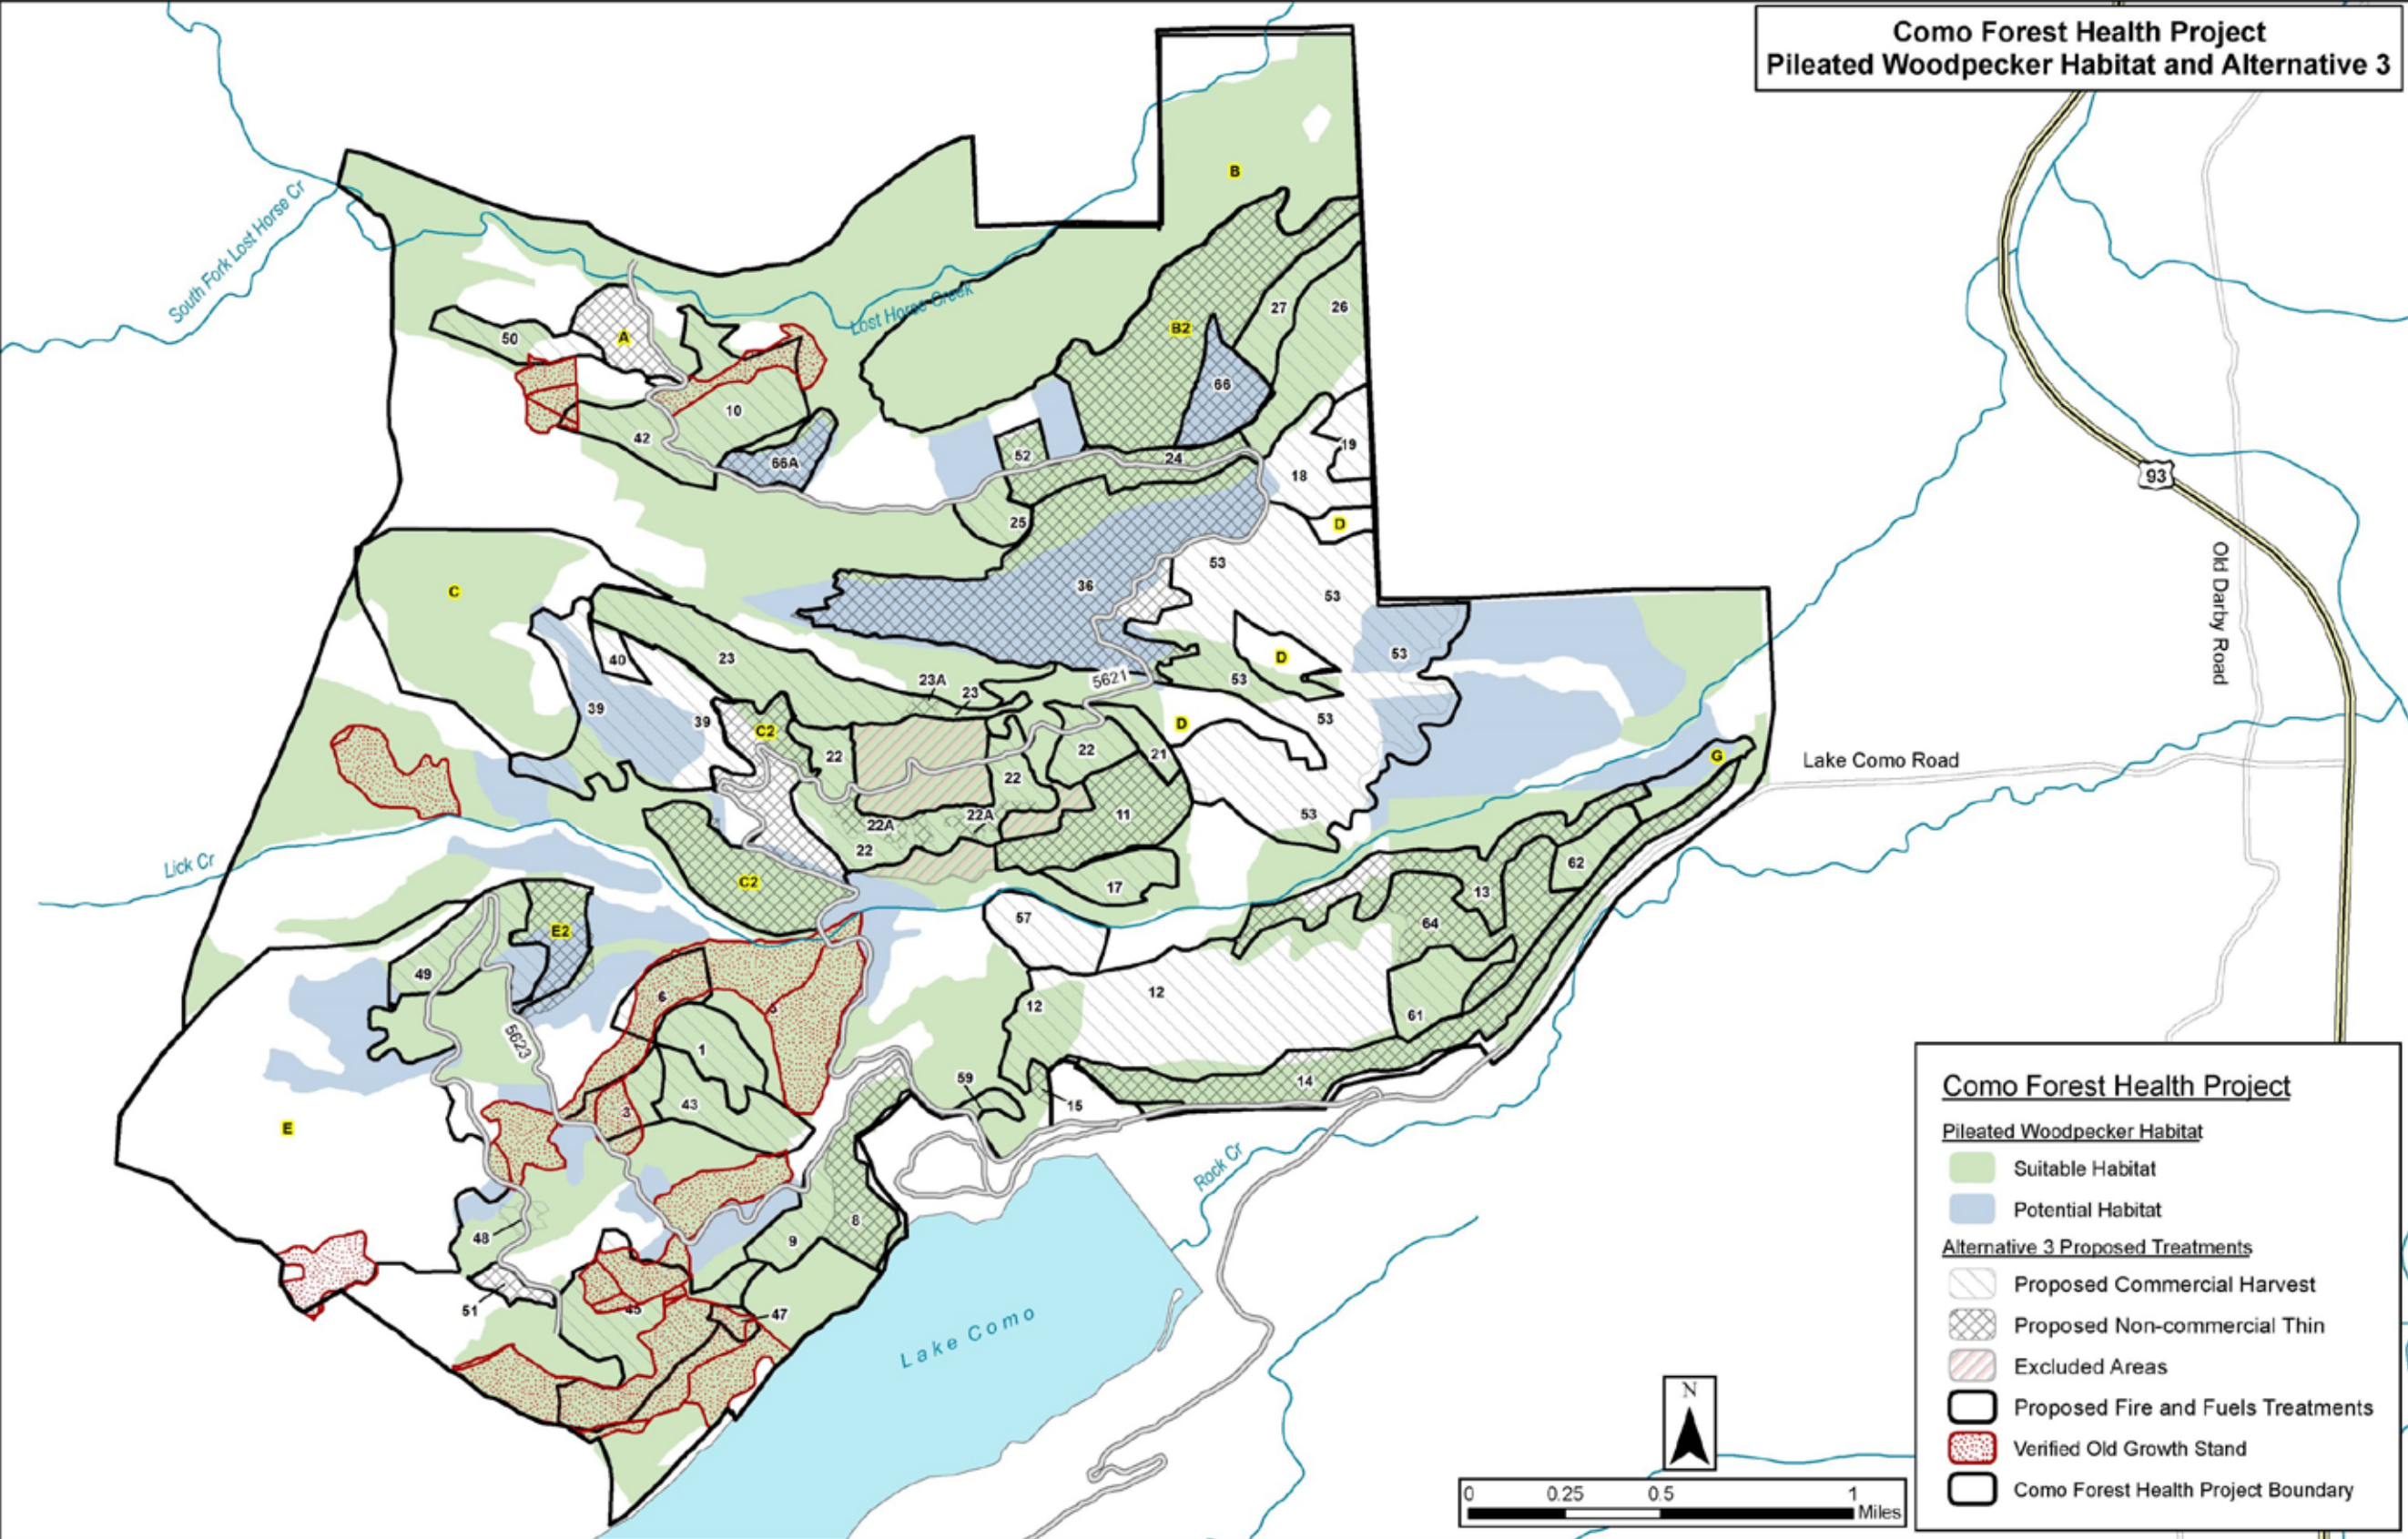 Como Forest Health Project
Pileated Woodpecker Habitat and Alternative 3
B
South Fork Lost Horse Cr
Lost Horse Creek
50
A
B2
27
26
66
10
42
66A
52
24
18
19
93
25
D
36
53
53
Old Darby Road
C
40
23
23A
23
5621
53
D
53
39
39
C2
22
22
21
D
53
22
G
Lake Como Road
22A
22A
11
53
22
Lick Cr
C2
17
62
13
57
64
E2
49
6
12
12
61
5623
1
59
14
43
3
15
E
Rock Cr
8
48
9
51
45
47
Lake Como
N
0 0.25 0.5 1
Miles
Como Forest Health Project
Pileated Woodpecker Habitat
Suitable Habitat
Potential Habitat
Alternative 3 Proposed Treatments
Proposed Commercial Harvest
Proposed Non-commercial Thin
Excluded Areas
Proposed Fire and Fuels Treatments
Verified Old Growth Stand
Como Forest Health Project Boundary